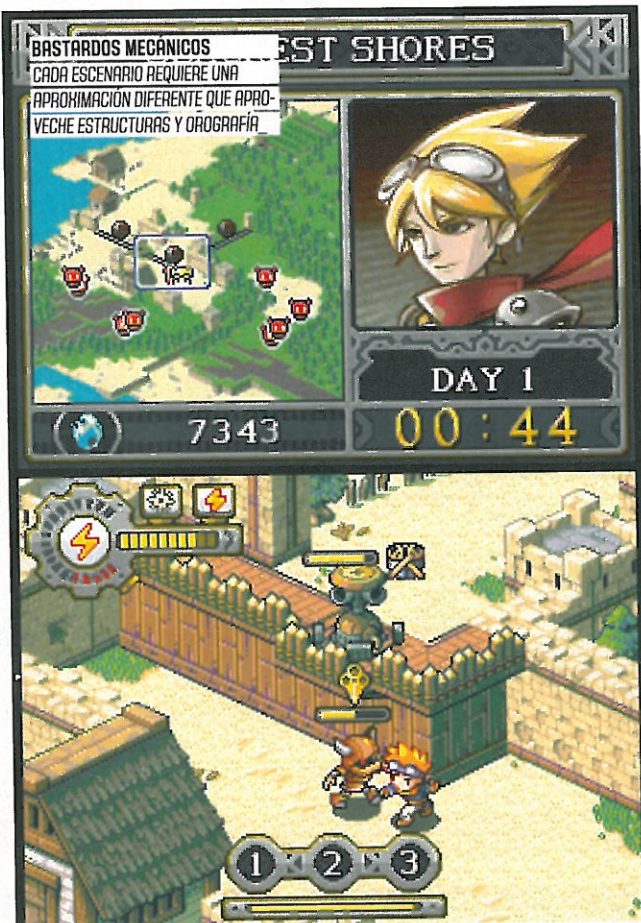 BASTARDOS MECÁNICOS
CADA ESCENARIO REQUIERE UNA
APROXIMACIÓN DIFERENTE QUE APRO-
VECHE ESTRUCTURAS Y OROGRAFÍA_
EST SHORES
DAY 1
7343
00:44
1 2 3